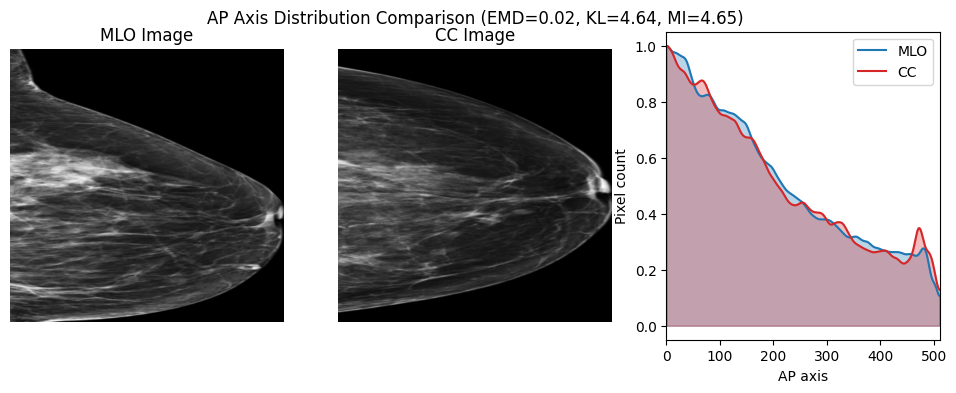 AP Axis Distribution Comparison (EMD=0.02, KL=4.64, MI=4.65)
MLO Image
CC Image
MLO
CC
1.0
0.8
0.6
0.4
0.2
0.0
Pixel count
0 100 200 300 400 500
AP axis